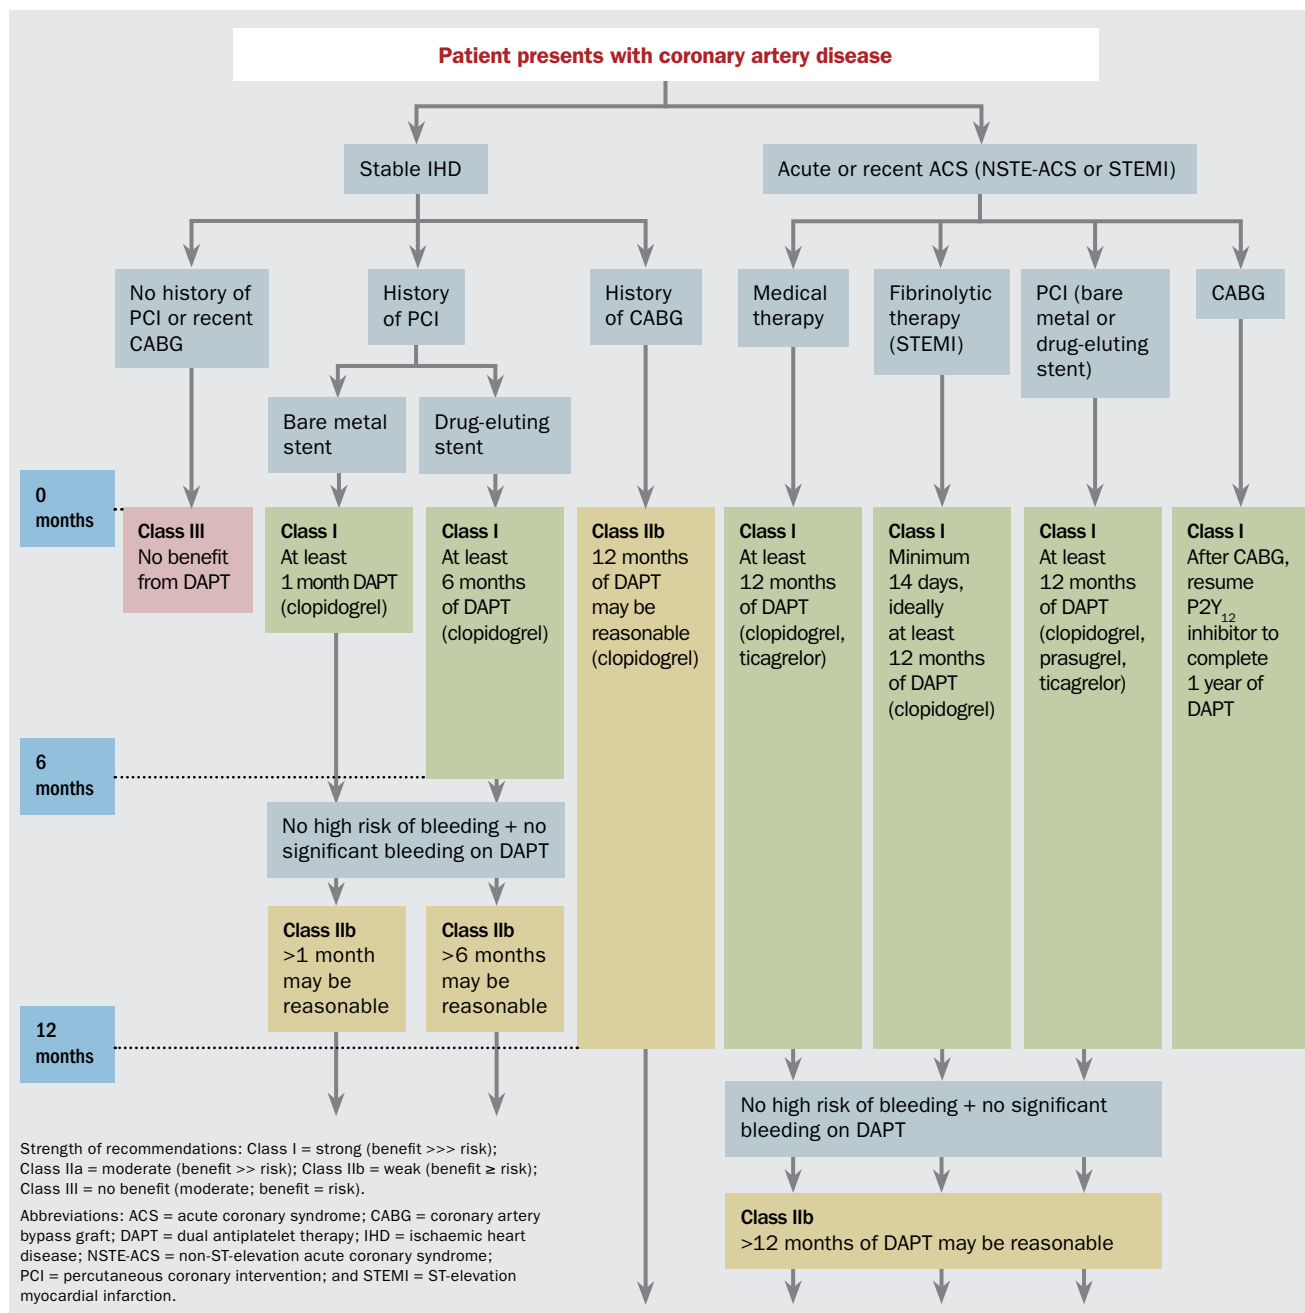 Patient presents with coronary artery disease
Stable IHD
Acute or recent ACS (NSTE-ACS or STEMI)
No history of
PCI or recent
CABG
History
of PCI
History
of CABG
Medical
therapy
Fibrinolytic
therapy
(STEMI)
PCI (bare
metal or
drug-eluting
stent)
CABG
Bare metal
stent
Drug-eluting
stent
0
months
Class III
No benefit
from DAPT
Class I
At least
1 month DAPT
(clopidogrel)
Class I
At least
6 months
of DAPT
(clopidogrel)
Class IIb
12 months
of DAPT
may be
reasonable
(clopidogrel)
Class I
At least
12 months
of DAPT
(clopidogrel,
ticagrelor)
Class I
Minimum
14 days,
ideally
at least
12 months
of DAPT
(clopidogrel)
Class I
At least
12 months
of DAPT
(clopidogrel,
prasugrel,
ticagrelor)
Class I
After CABG,
resume
P2Y12
inhibitor to
complete
1 year of
DAPT
6
months
No high risk of bleeding + no
significant bleeding on DAPT
Class IIb
>1 month
may be
reasonable
Class IIb
>6 months
may be
reasonable
12
months
No high risk of bleeding + no significant
bleeding on DAPT
Class IIb
>12 months of DAPT may be reasonable
Strength of recommendations: Class I = strong (benefit >>> risk);
Class IIa = moderate (benefit >> risk); Class IIb = weak (benefit ≥ risk);
Class III = no benefit (moderate; benefit = risk).
Abbreviations: ACS = acute coronary syndrome; CABG = coronary artery
bypass graft; DAPT = dual antiplatelet therapy; IHD = ischaemic heart
disease; NSTE-ACS = non-ST-elevation acute coronary syndrome;
PCI = percutaneous coronary intervention; and STEMI = ST-elevation
myocardial infarction.